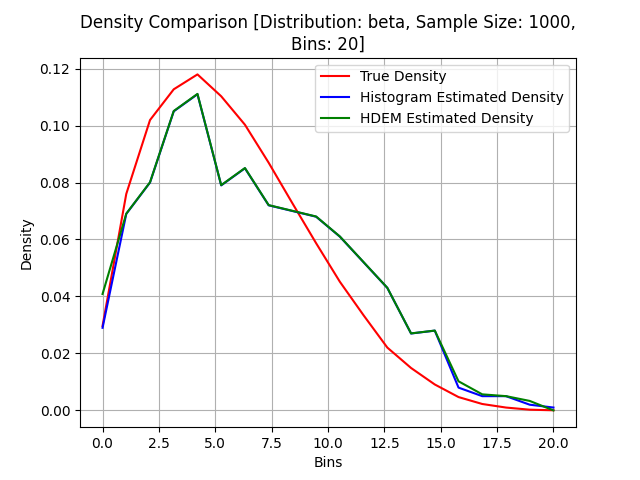 Density Comparison [Distribution: beta, Sample Size: 1000,
Bins: 20]
True Density
Histogram Estimated Density
HDEM Estimated Density
Density
0.12
0.10
0.08
0.06
0.04
0.02
0.00
0.0 2.5 5.0 7.5 10.0 12.5 15.0 17.5 20.0
Bins